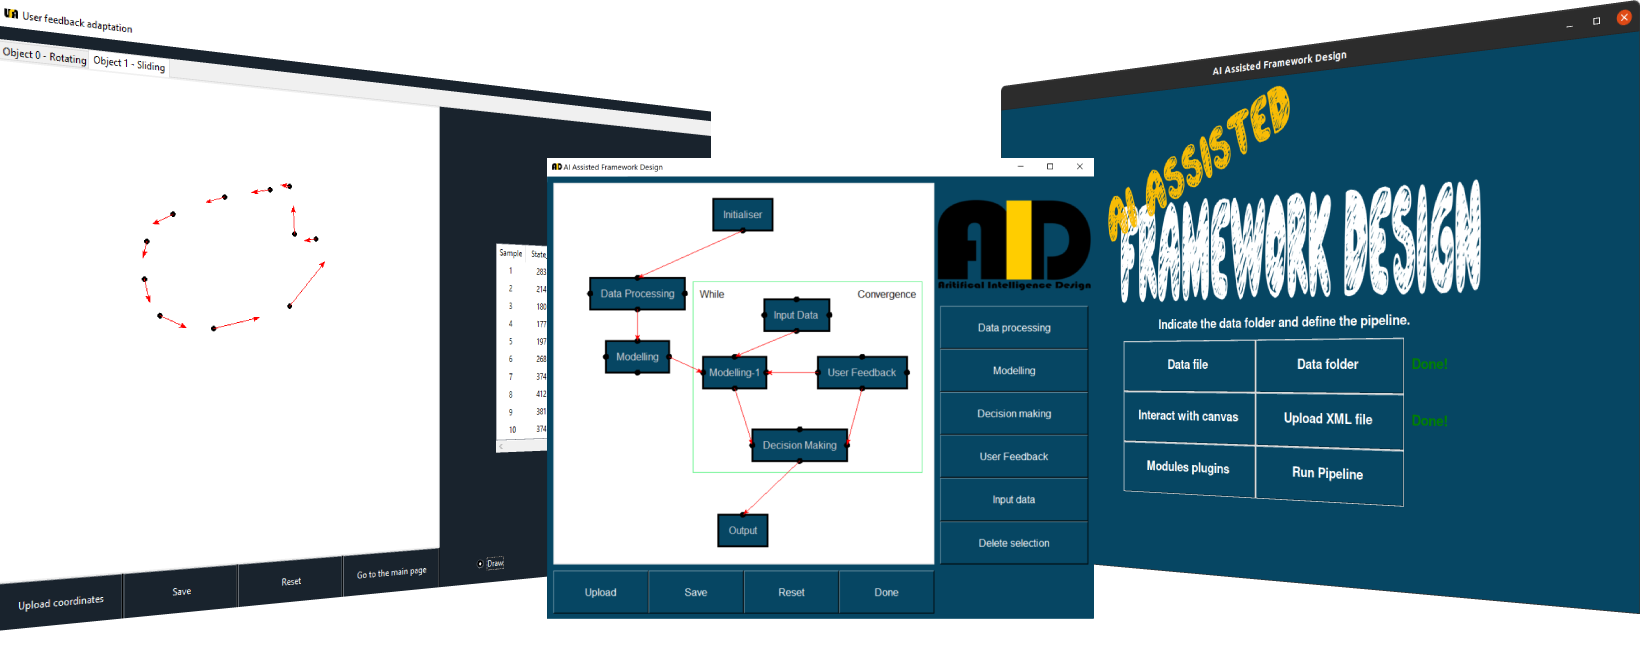 User feedback adaptation
Object 0 - Rotating
Object 1 - Sliding
Sample
State
1
283
2
214
3
180
4
177
5
197
6
268
7
374
8
412
9
381
10
374
Draw
Upload coordinates
Save
Reset
Go to the main page
AID AI Assisted Framework Design
Initialiser
Data Processing
While
Convergence
Input Data
Modelling
Modelling-1
User Feedback
Decision Making
Output
AID
Aritificial Intelligence Design
Data processing
Modelling
Decision making
User Feedback
Input data
Delete selection
Upload
Save
Reset
Done
AI Assisted Framework Design
AI ASSISTED
FRAMEWORK DESIGN
Indicate the data folder and define the pipeline.
Data file
Data folder
Done!
Interact with canvas
Upload XML file
Done!
Modules plugins
Run Pipeline